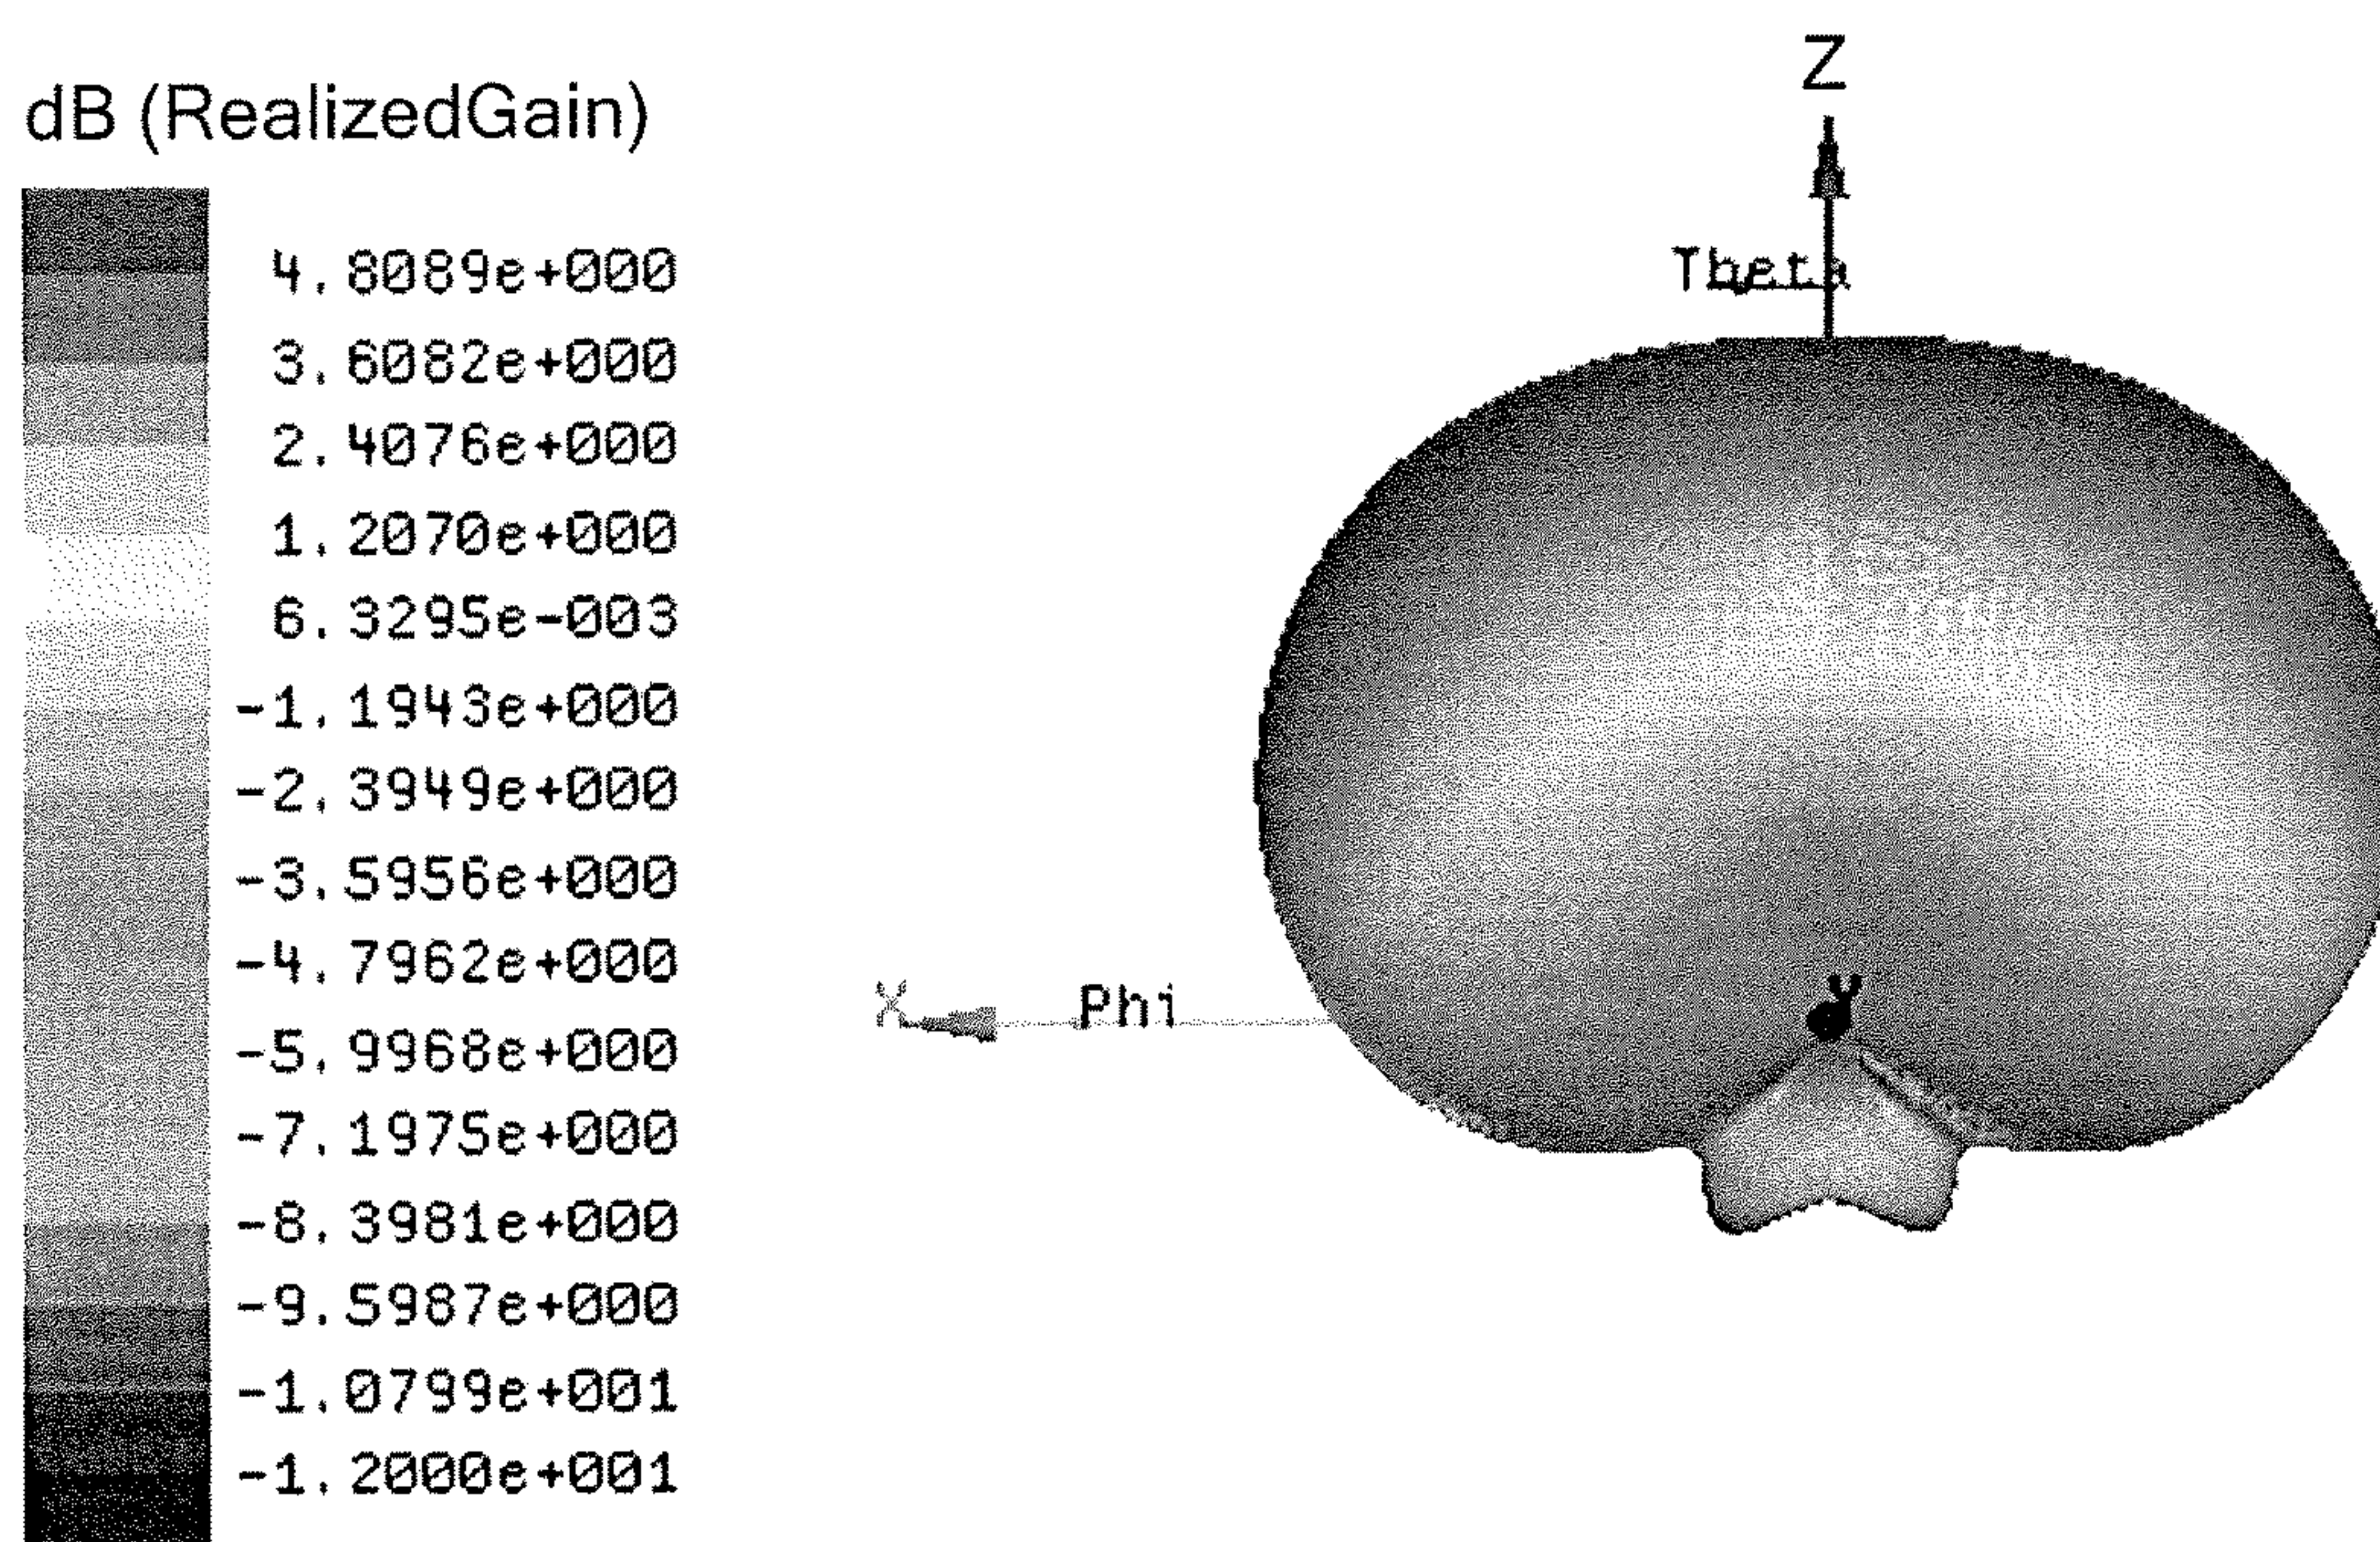 dB (RealizedGain)
4.8089e+000
3.6082e+000
2.4076e+000
1.2070e+000
6.3295e-003
-1.1943e+000
-2.3949e+000
-3.5956e+000
-4.7962e+000
-5.9968e+000
-7.1975e+000
-8.3981e+000
-9.5987e+000
-1.0799e+001
-1.2000e+001
Z
Theta
X
Phi
Y